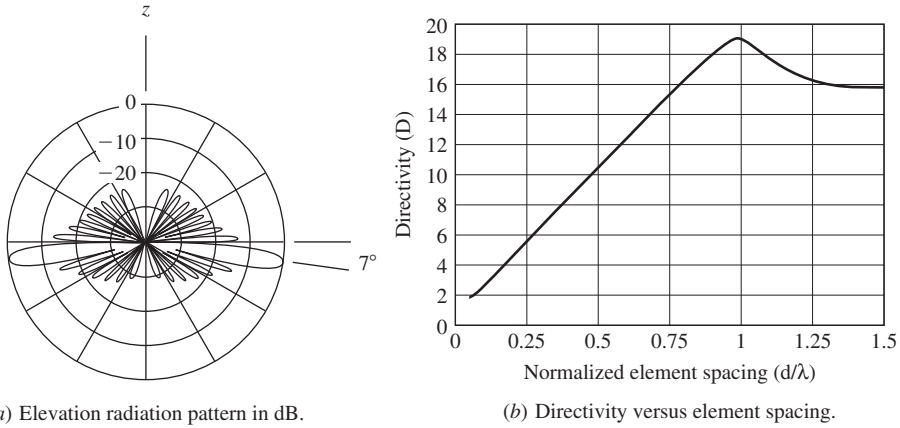 z
0
−10
−20
7°
) Elevation radiation pattern in dB.
20
18
16
14
12
10
8
6
4
2
0
Directivity (D)
0 0.25 0.5 0.75 1 1.25 1.5
Normalized element spacing (d/λ)
(b) Directivity versus element spacing.